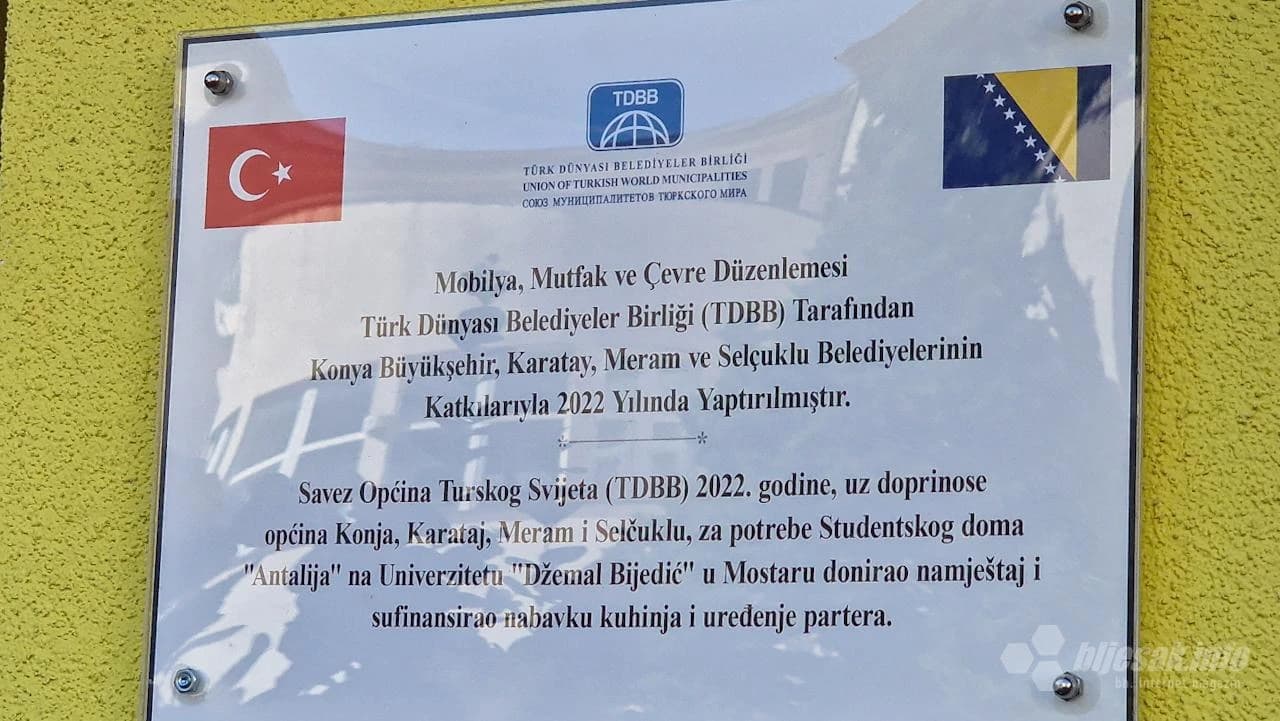 TDBB
TÜRK DÜNYASI BELEDİYELER BİRLİĞİ
UNION OF TURKISH WORLD MUNICIPALITIES
СОЮЗ МУНИЦИПАЛИТЕТОВ ТЮРКСКОГО МИРА
Mobilya, Mutfak ve Çevre Düzenlemesi
Türk Dünyası Belediyeler Birliği (TDBB) Tarafından
Konya Büyükşehir, Karatay, Meram ve Selçuklu Belediyelerinin
Katkılarıyla 2022 Yılında Yaptırılmıştır.
Savez Općina Turskog Svijeta (TDBB) 2022. godine, uz doprinose
općina Konja, Karataj, Meram i Selčuklu, za potrebe Studentskog doma
"Antalija" na Univerzitetu "Džemal Bijedić" u Mostaru donirao namještaj i
sufinansirao nabavku kuhinja i uređenje partera.
bljesak.info
bh. internet magazin